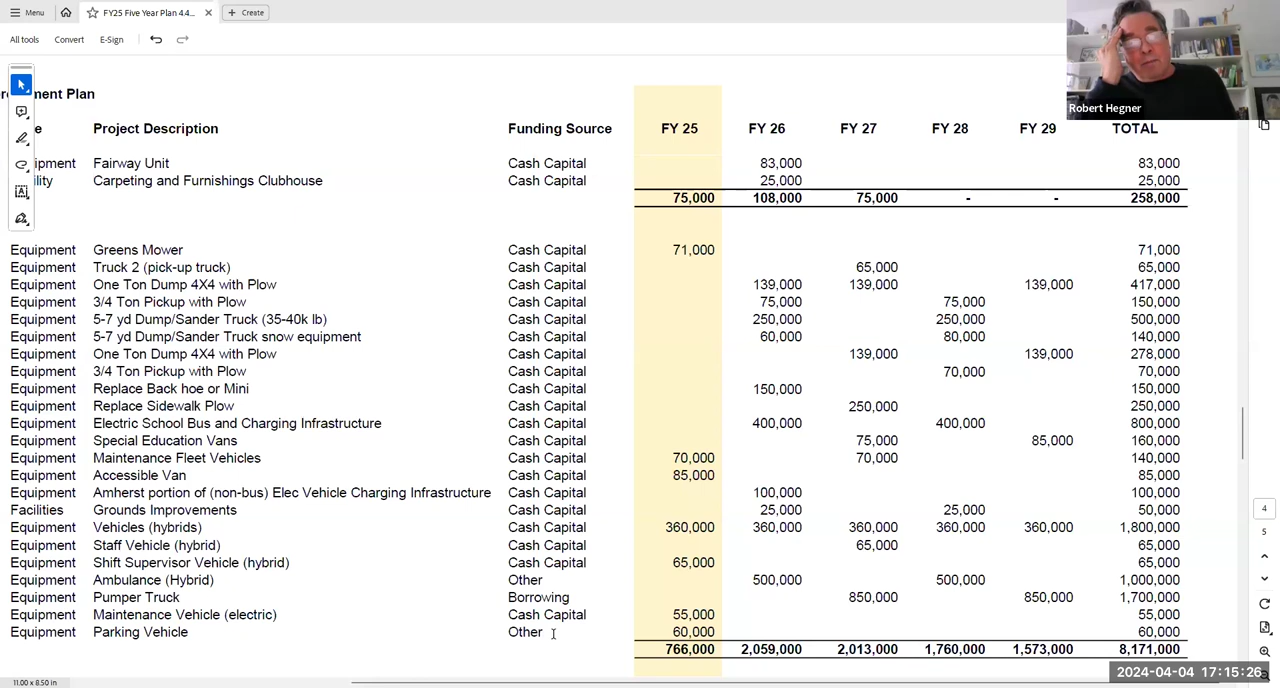 Menu FY25 Five Year Plan 4.4... Create
All tools Convert E-Sign
Robert Hegner
ment Plan
e Project Description Funding Source FY 25 FY 26 FY 27 FY 28 FY 29 TOTAL
ipment Fairway Unit Cash Capital 83,000 83,000
ility Carpeting and Furnishings Clubhouse Cash Capital 25,000 25,000
75,000 108,000 75,000 - - 258,000
Equipment Greens Mower Cash Capital 71,000 71,000
Equipment Truck 2 (pick-up truck) Cash Capital 65,000 65,000
Equipment One Ton Dump 4X4 with Plow Cash Capital 139,000 139,000 139,000 417,000
Equipment 3/4 Ton Pickup with Plow Cash Capital 75,000 75,000 150,000
Equipment 5-7 yd Dump/Sander Truck (35-40k lb) Cash Capital 250,000 250,000 500,000
Equipment 5-7 yd Dump/Sander Truck snow equipment Cash Capital 60,000 80,000 140,000
Equipment One Ton Dump 4X4 with Plow Cash Capital 139,000 139,000 278,000
Equipment 3/4 Ton Pickup with Plow Cash Capital 70,000 70,000
Equipment Replace Back hoe or Mini Cash Capital 150,000 150,000
Equipment Replace Sidewalk Plow Cash Capital 250,000 250,000
Equipment Electric School Bus and Charging Infrastructure Cash Capital 400,000 400,000 800,000
Equipment Special Education Vans Cash Capital 75,000 85,000 160,000
Equipment Maintenance Fleet Vehicles Cash Capital 70,000 70,000 140,000
Equipment Accessible Van Cash Capital 85,000 85,000
Equipment Amherst portion of (non-bus) Elec Vehicle Charging Infrastructure Cash Capital 100,000 100,000
Facilities Grounds Improvements Cash Capital 25,000 25,000 50,000
Equipment Vehicles (hybrids) Cash Capital 360,000 360,000 360,000 360,000 360,000 1,800,000
Equipment Staff Vehicle (hybrid) Cash Capital 65,000 65,000
Equipment Shift Supervisor Vehicle (hybrid) Cash Capital 65,000 65,000
Equipment Ambulance (Hybrid) Other 500,000 500,000 1,000,000
Equipment Pumper Truck Borrowing 850,000 850,000 1,700,000
Equipment Maintenance Vehicle (electric) Cash Capital 55,000 55,000
Equipment Parking Vehicle Other 60,000 60,000
766,000 2,059,000 2,013,000 1,760,000 1,573,000 8,171,000
4
5
2024-04-04 17:15:26
11.00 x 8.50 in